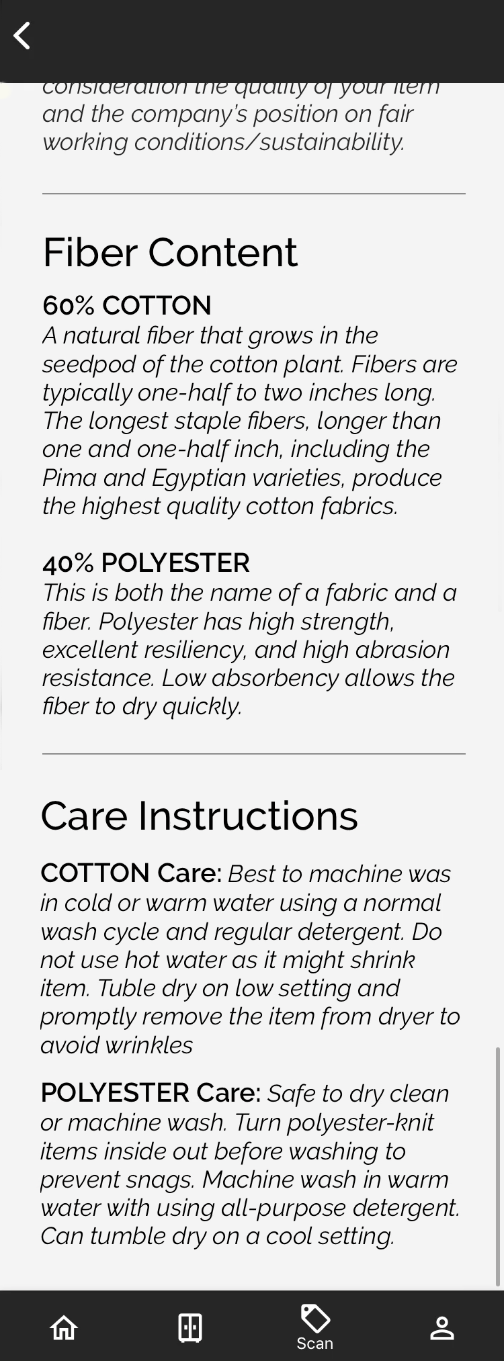 consideration the quality of your item
and the company's position on fair
working conditions/sustainability.
Fiber Content
60% COTTON
A natural fiber that grows in the
seedpod of the cotton plant. Fibers are
typically one-half to two inches long.
The longest staple fibers, longer than
one and one-half inch, including the
Pima and Egyptian varieties, produce
the highest quality cotton fabrics.
40% POLYESTER
This is both the name of a fabric and a
fiber. Polyester has high strength,
excellent resiliency, and high abrasion
resistance. Low absorbency allows the
fiber to dry quickly.
Care Instructions
COTTON Care: Best to machine was
in cold or warm water using a normal
wash cycle and regular detergent. Do
not use hot water as it might shrink
item. Tuble dry on low setting and
promptly remove the item from dryer to
avoid wrinkles
POLYESTER Care: Safe to dry clean
or machine wash. Turn polyester-knit
items inside out before washing to
prevent snags. Machine wash in warm
water with using all-purpose detergent.
Can tumble dry on a cool setting.
Scan